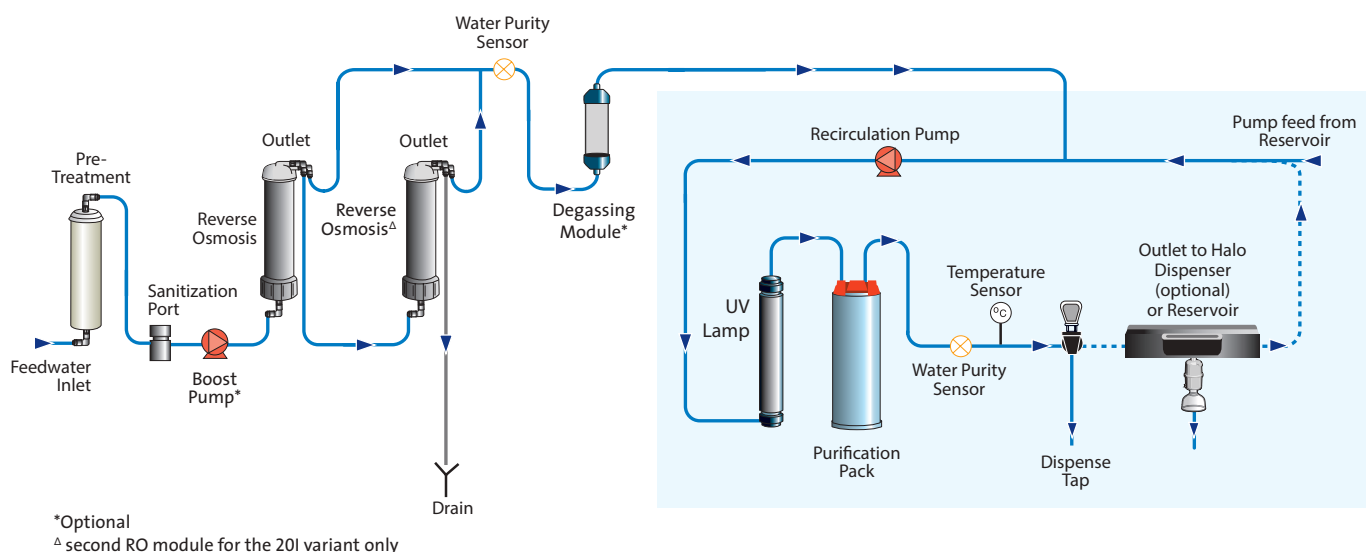 Water Purity
Sensor
Pre-
Treatment
Outlet
Outlet
Recirculation Pump
Pump feed from
Reservoir
Reverse
Osmosis
Reverse
OsmosisΔ
Degassing
Module*
Sanitization
Port
UV
Lamp
Temperature
Sensor
°C
Outlet to Halo
Dispenser
(optional)
or Reservoir
Feedwater
Inlet
Boost
Pump*
Water Purity
Sensor
Purification
Pack
Dispense
Tap
Drain
*Optional
Δ second RO module for the 20I variant only